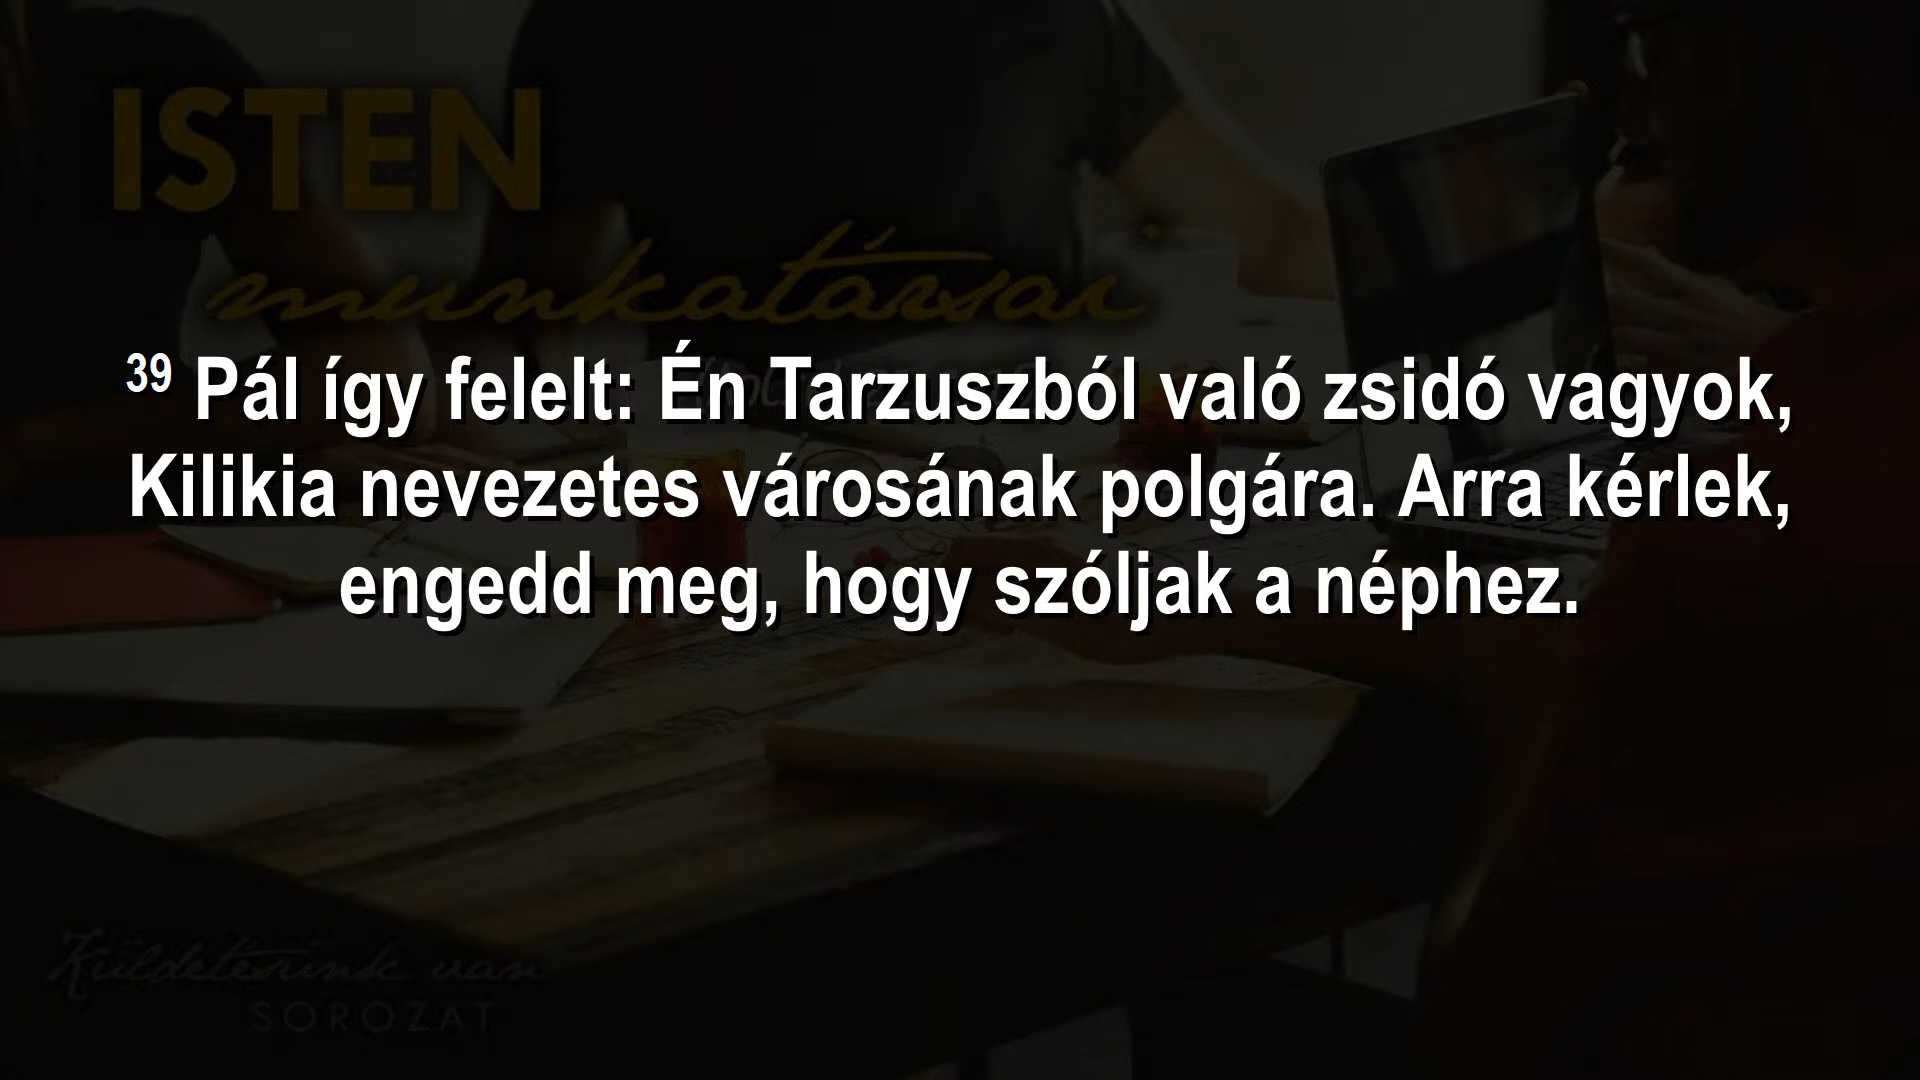 ISTEN
munkatársai
39 Pál így felelt: Én Tarzuszból való zsidó vagyok,
Kilikia nevezetes városának polgára. Arra kérlek,
engedd meg, hogy szóljak a néphez.
Küldetésünk van
SOROZAT